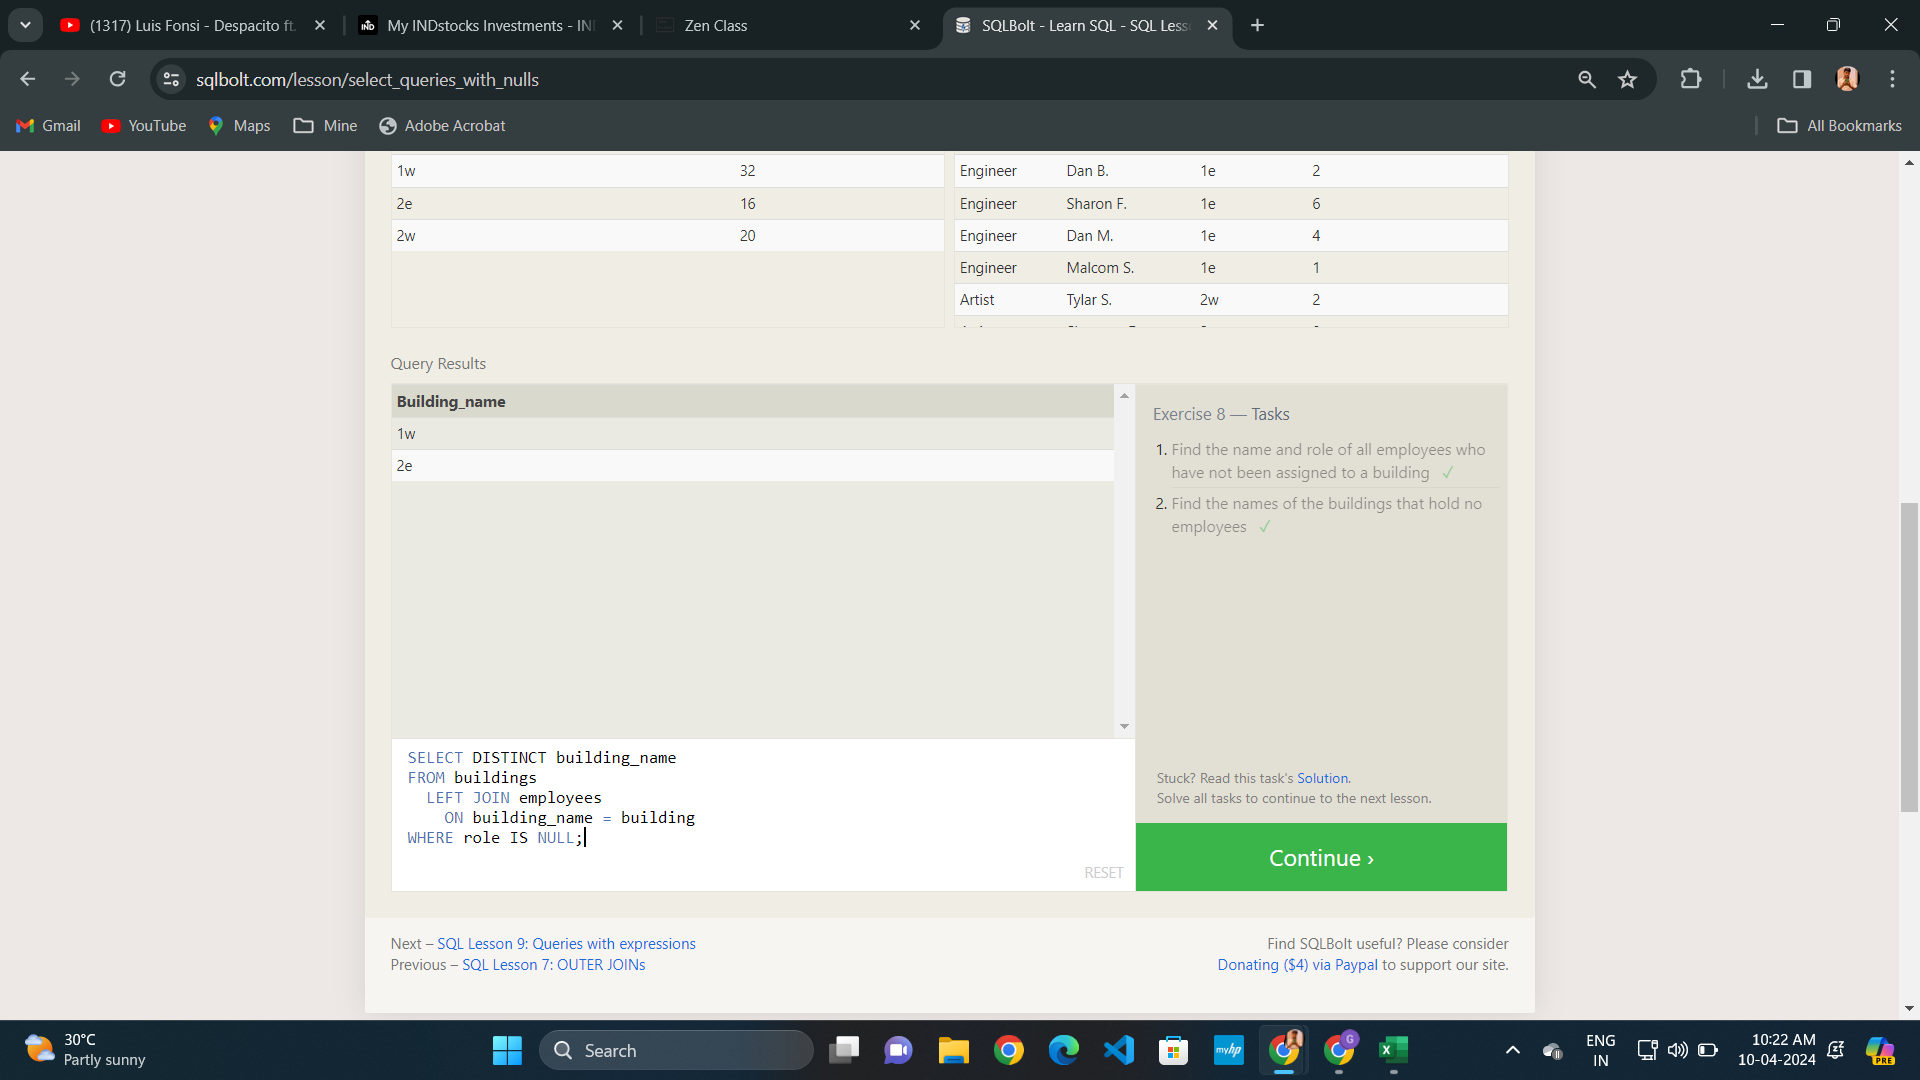 (1317) Luis Fonsi - Despacito ft.
My INDstocks Investments - IN
Zen Class
SQLBolt - Learn SQL - SQL Less
sqlbolt.com/lesson/select_queries_with_nulls
Gmail
YouTube
Maps
Mine
Adobe Acrobat
All Bookmarks
1w 32
2e 16
2w 20
Engineer Dan B. 1e 2
Engineer Sharon F. 1e 6
Engineer Dan M. 1e 4
Engineer Malcom S. 1e 1
Artist Tylar S. 2w 2
Query Results
Building_name
1w
2e
Exercise 8 — Tasks
1. Find the name and role of all employees who
have not been assigned to a building ✓
2. Find the names of the buildings that hold no
employees ✓
SELECT DISTINCT building_name
FROM buildings
LEFT JOIN employees
ON building_name = building
WHERE role IS NULL;
RESET
Stuck? Read this task's Solution.
Solve all tasks to continue to the next lesson.
Continue ›
Next – SQL Lesson 9: Queries with expressions
Previous – SQL Lesson 7: OUTER JOINs
Find SQLBolt useful? Please consider
Donating ($4) via Paypal to support our site.
30°C
Partly sunny
Search
myhp
G
ENG
IN
10:22 AM
10-04-2024
PRE